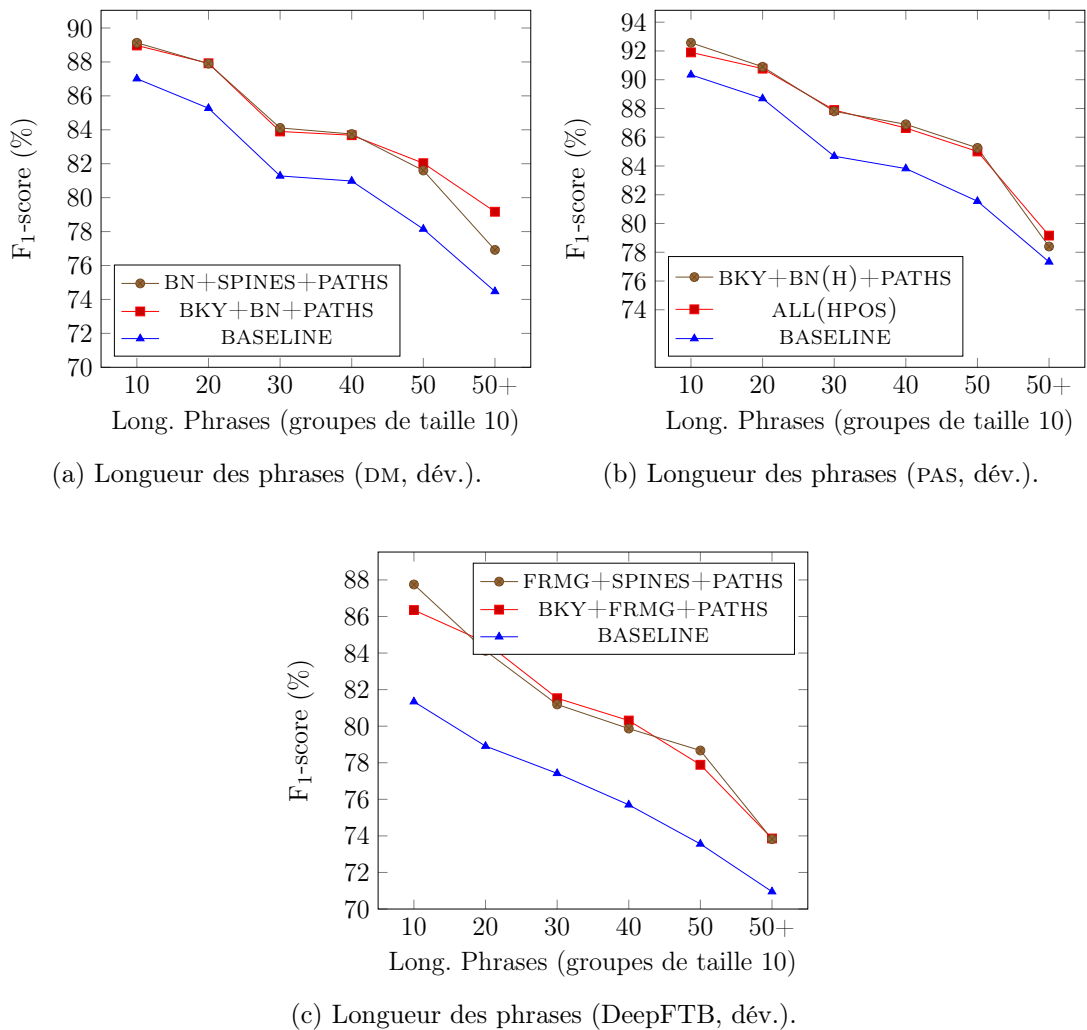 90
88
86
84
82
80
78
76
74
72
70
F1-score (%)
BN+SPINES+PATHS
BKY+BN+PATHS
BASELINE
10 20 30 40 50 50+
Long. Phrases (groupes de taille 10)
(a) Longueur des phrases (DM, dév.).
94
92
90
88
86
84
82
80
78
76
74
F1-score (%)
BKY+BN(H)+PATHS
ALL(HPOS)
BASELINE
10 20 30 40 50 50+
Long. Phrases (groupes de taille 10)
(b) Longueur des phrases (PAS, dév.).
88
86
84
82
80
78
76
74
72
70
F1-score (%)
FRMG+SPINES+PATHS
BKY+FRMG+PATHS
BASELINE
10 20 30 40 50 50+
Long. Phrases (groupes de taille 10)
(c) Longueur des phrases (DeepFTB, dév.).